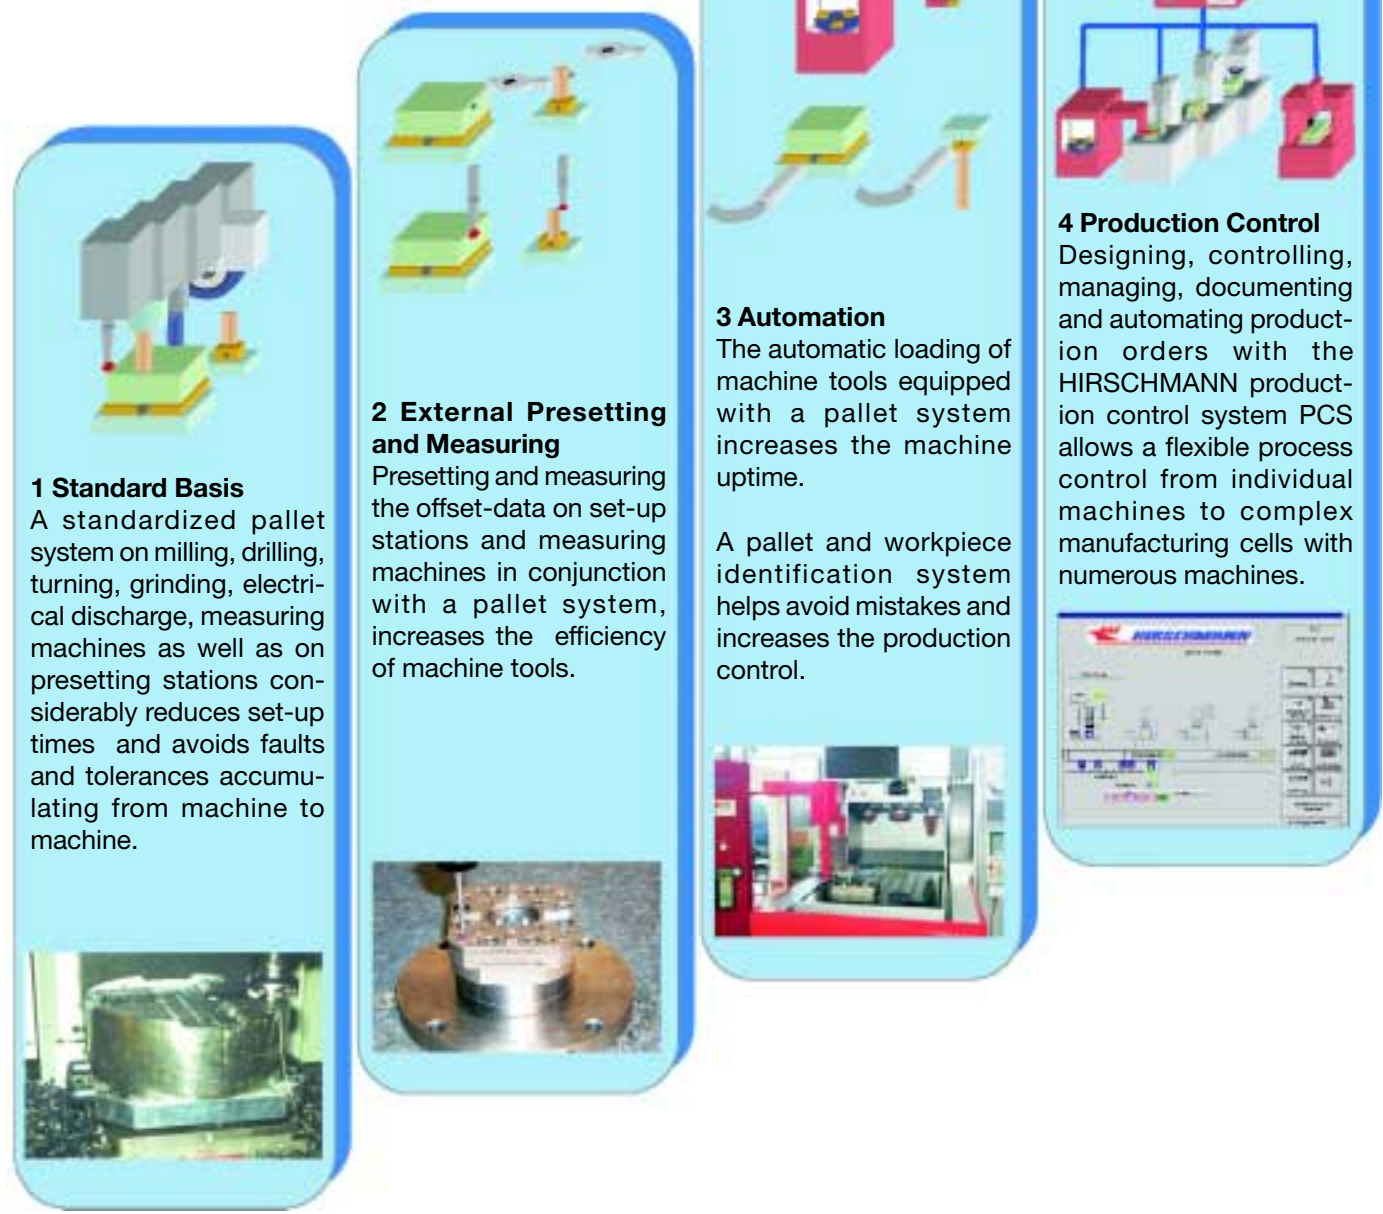 1 Standard Basis
A standardized pallet
system on milling, drilling,
turning, grinding, electri-
cal discharge, measuring
machines as well as on
presetting stations con-
siderably reduces set-up
times and avoids faults
and tolerances accumu-
lating from machine to
machine.
2 External Presetting
and Measuring
Presetting and measuring
the offset-data on set-up
stations and measuring
machines in conjunction
with a pallet system,
increases the efficiency
of machine tools.
3 Automation
The automatic loading of
machine tools equipped
with a pallet system
increases the machine
uptime.
A pallet and workpiece
identification system
helps avoid mistakes and
increases the production
control.
4 Production Control
Designing, controlling,
managing, documenting
and automating product-
ion orders with the
HIRSCHMANN product-
ion control system PCS
allows a flexible process
control from individual
machines to complex
manufacturing cells with
numerous machines.
HIRSCHMANN